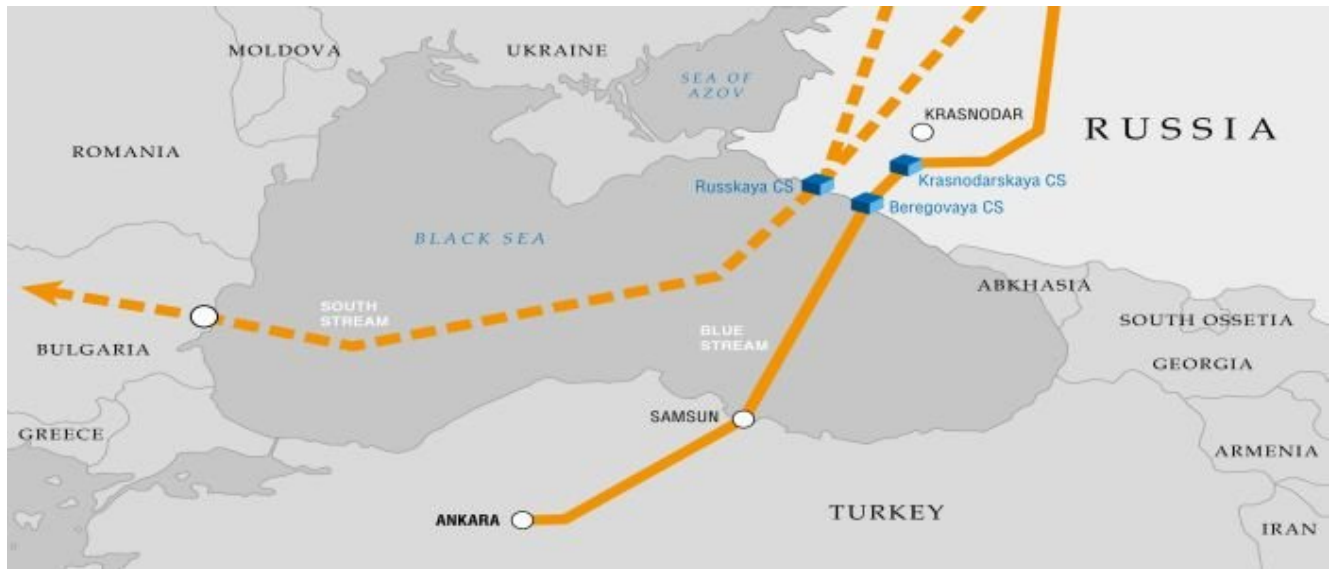 MOLDOVA
UKRAINE
SEA OF
AZOV
KRASNODAR
RUSSIA
ROMANIA
Russkaya CS
Krasnodarskaya CS
Beregovaya CS
BLACK SEA
ABKHASIA
SOUTH
STREAM
SOUTH OSSETIA
BLUE
STREAM
BULGARIA
GEORGIA
SAMSUN
GREECE
ARMENIA
ANKARA
TURKEY
IRAN